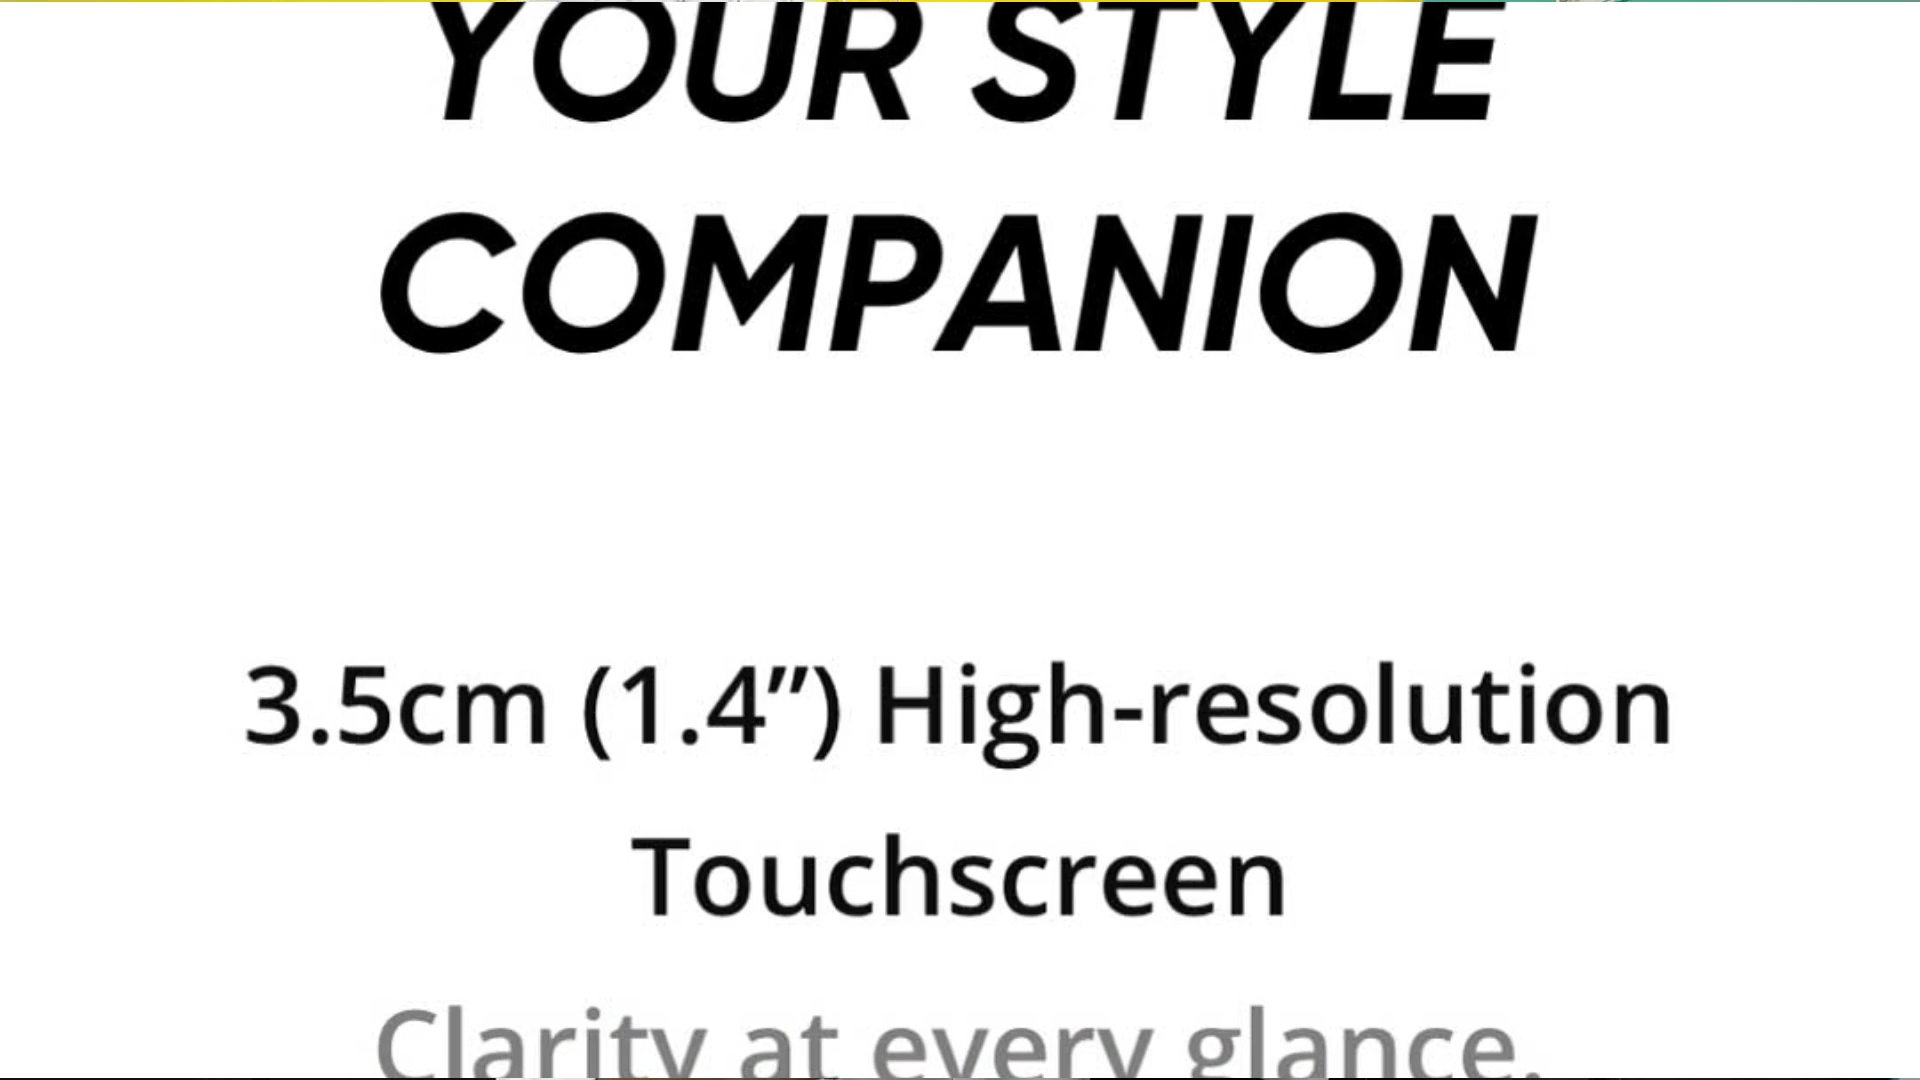 YOUR STYLE
COMPANION
3.5cm (1.4”) High-resolution
Touchscreen
Clarity at every glance.